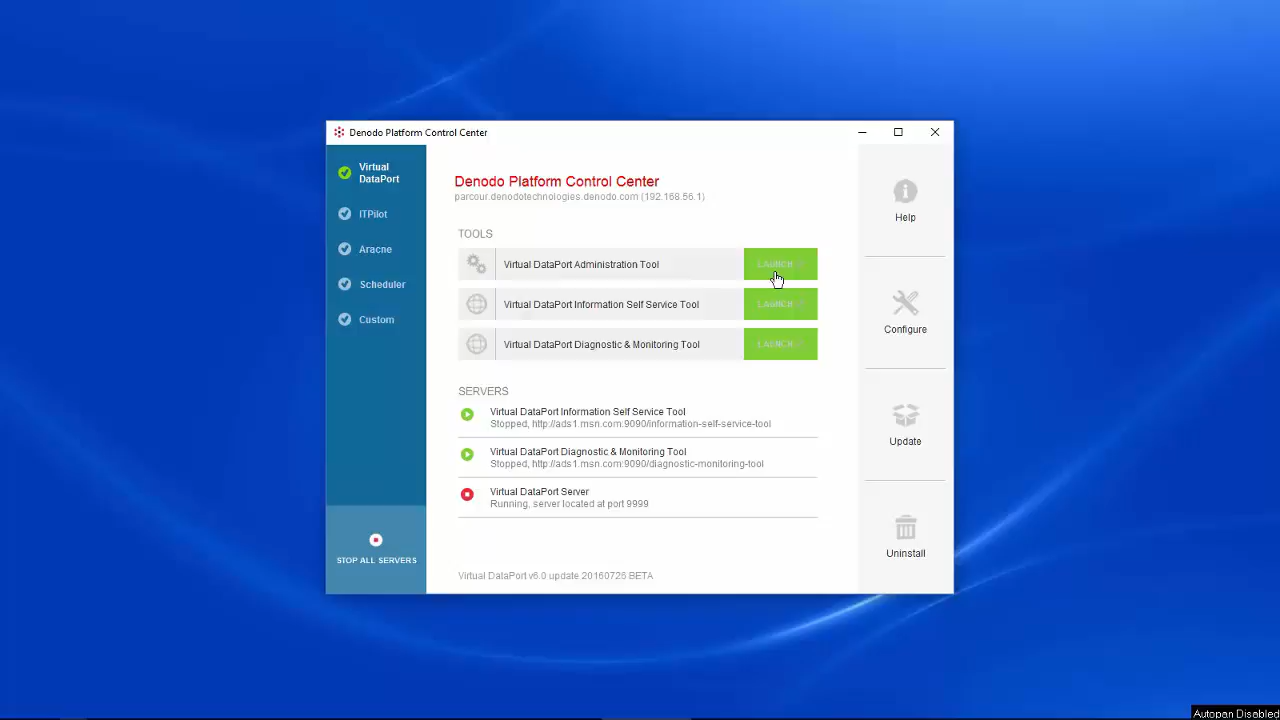 Denodo Platform Control Center
Virtual
DataPort
ITPilot
Aracne
Scheduler
Custom
STOP ALL SERVERS
Denodo Platform Control Center
parcour.denodotechnologies.denodo.com (192.168.56.1)
TOOLS
Virtual DataPort Administration Tool
LAUNCH
Virtual DataPort Information Self Service Tool
LAUNCH
Virtual DataPort Diagnostic & Monitoring Tool
LAUNCH
SERVERS
Virtual DataPort Information Self Service Tool
Stopped, http://ads1.msn.com:9090/information-self-service-tool
Virtual DataPort Diagnostic & Monitoring Tool
Stopped, http://ads1.msn.com:9090/diagnostic-monitoring-tool
Virtual DataPort Server
Running, server located at port 9999
Virtual DataPort v6.0 update 20160726 BETA
Help
Configure
Update
Uninstall
Autopan Disabled